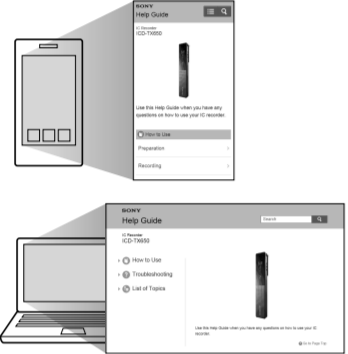 SONY
Help Guide
IC Recorder
ICD-TX650
Use this Help Guide when you have any
questions on how to use your IC recorder.
How to Use
Preparation
Recording
SONY
Help Guide
Search
IC Recorder
ICD-TX650
How to Use
Troubleshooting
List of Topics
Use this Help Guide when you have any questions on how to use your IC
recorder.
Go to Page Top